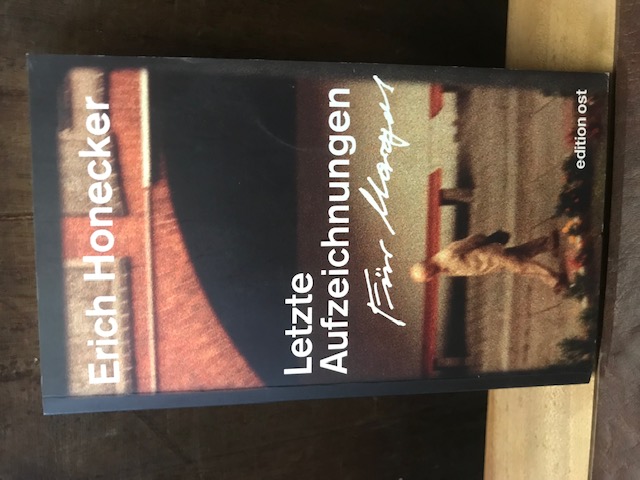 Erich Honecker
Letzte
Aufzeichnungen
Für Margot
edition ost